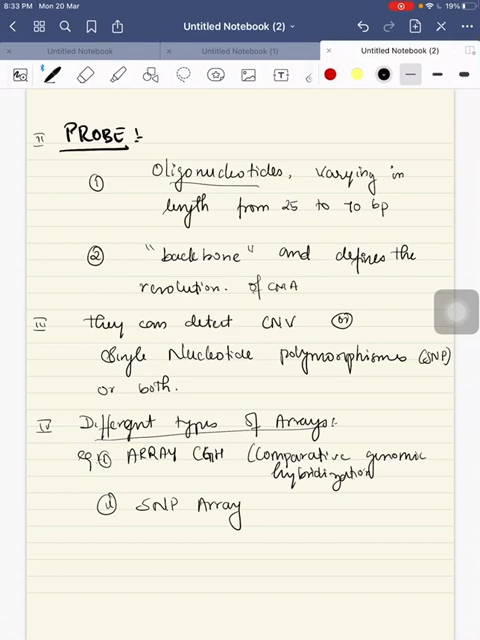 8:33 PM Mon 20 Mar
19%
Untitled Notebook (2)
Untitled Notebook
Untitled Notebook (1)
Untitled Notebook (2)
II PROBE :-
① Oligonucleotides, varying in
length from 25 to 70 bp
② "backbone" and defines the
resolution. of CMA
III they can detect CNV or
Single Nucleotide polymorphisms (SNP)
or both.
IV Different types of Arrays:
eg (i) ARRAY CGH (Comparative genomic
hybridization
(ii) SNP Array